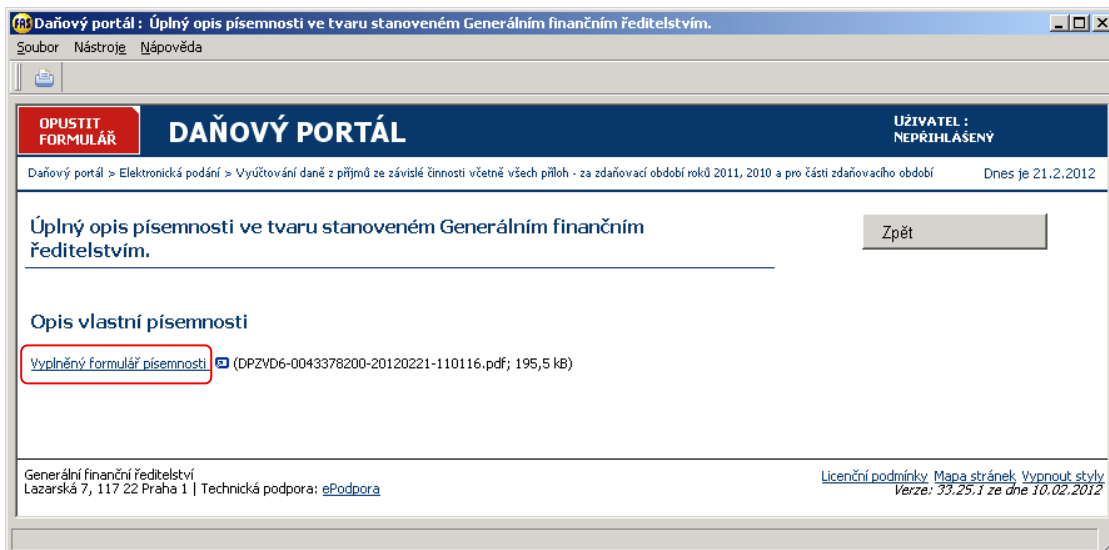 Daňový portál : Úplný opis písemnosti ve tvaru stanoveném Generálním finančním ředitelstvím.
Soubor Nástroje Nápověda
OPUSTIT
FORMULÁŘ
DAŇOVÝ PORTÁL
UŽIVATEL :
NEPŘIHLÁŠENÝ
Daňový portál > Elektronická podání > Vyúčtování daně z příjmů ze závislé činnosti včetně všech příloh - za zdaňovací období roků 2011, 2010 a pro části zdaňovacího období
Dnes je 21.2.2012
Úplný opis písemnosti ve tvaru stanoveném Generálním finančním
ředitelstvím.
Zpět
Opis vlastní písemnosti
Vyplněný formulář písemnosti (DPZVD6-0043378200-20120221-110116.pdf; 195,5 kB)
Generální finanční ředitelství
Lazarská 7, 117 22 Praha 1 | Technická podpora: ePodpora
Licenční podmínky Mapa stránek Vypnout styly
Verze: 33.25.1 ze dne 10.02.2012